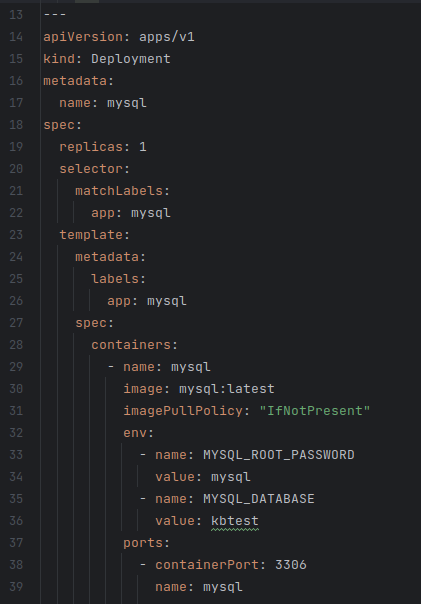 13 ---
14 apiVersion: apps/v1
15 kind: Deployment
16 metadata:
17   name: mysql
18 spec:
19   replicas: 1
20   selector:
21     matchLabels:
22       app: mysql
23   template:
24     metadata:
25       labels:
26         app: mysql
27     spec:
28       containers:
29         - name: mysql
30           image: mysql:latest
31           imagePullPolicy: "IfNotPresent"
32           env:
33             - name: MYSQL_ROOT_PASSWORD
34               value: mysql
35             - name: MYSQL_DATABASE
36               value: kbtest
37           ports:
38             - containerPort: 3306
39               name: mysql